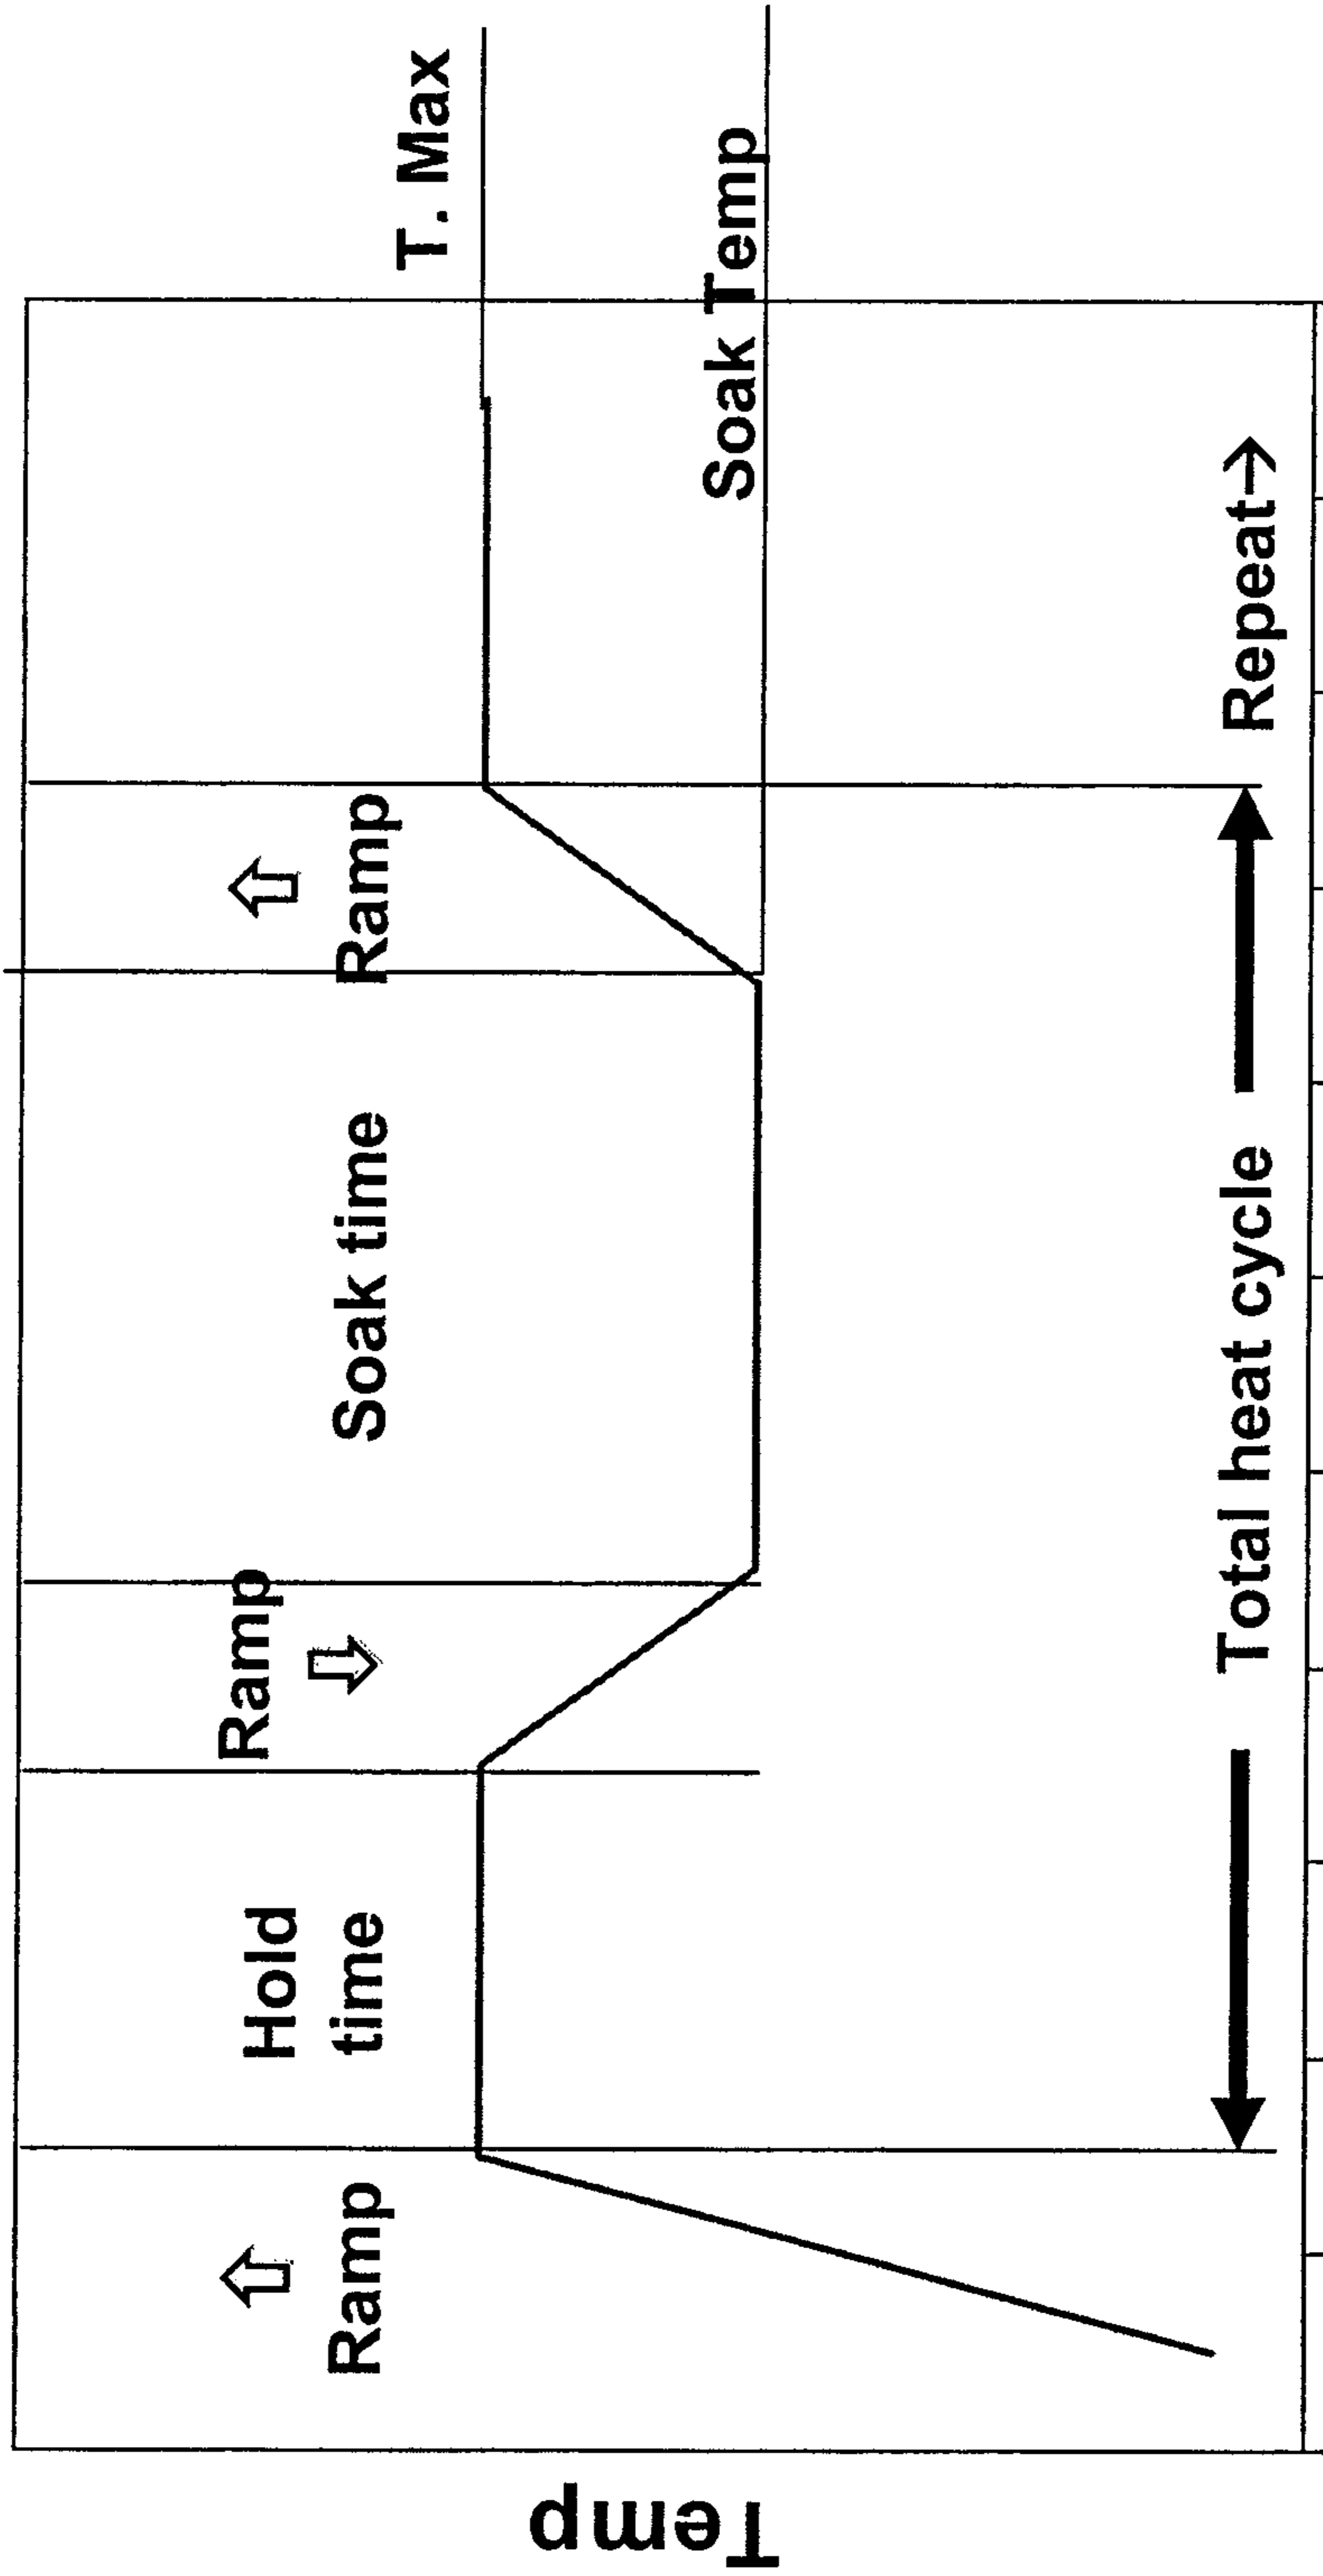 Temp
Ramp
Hold
time
Ramp
Soak time
Ramp
T. Max
Soak Temp
Total heat cycle
Repeat→